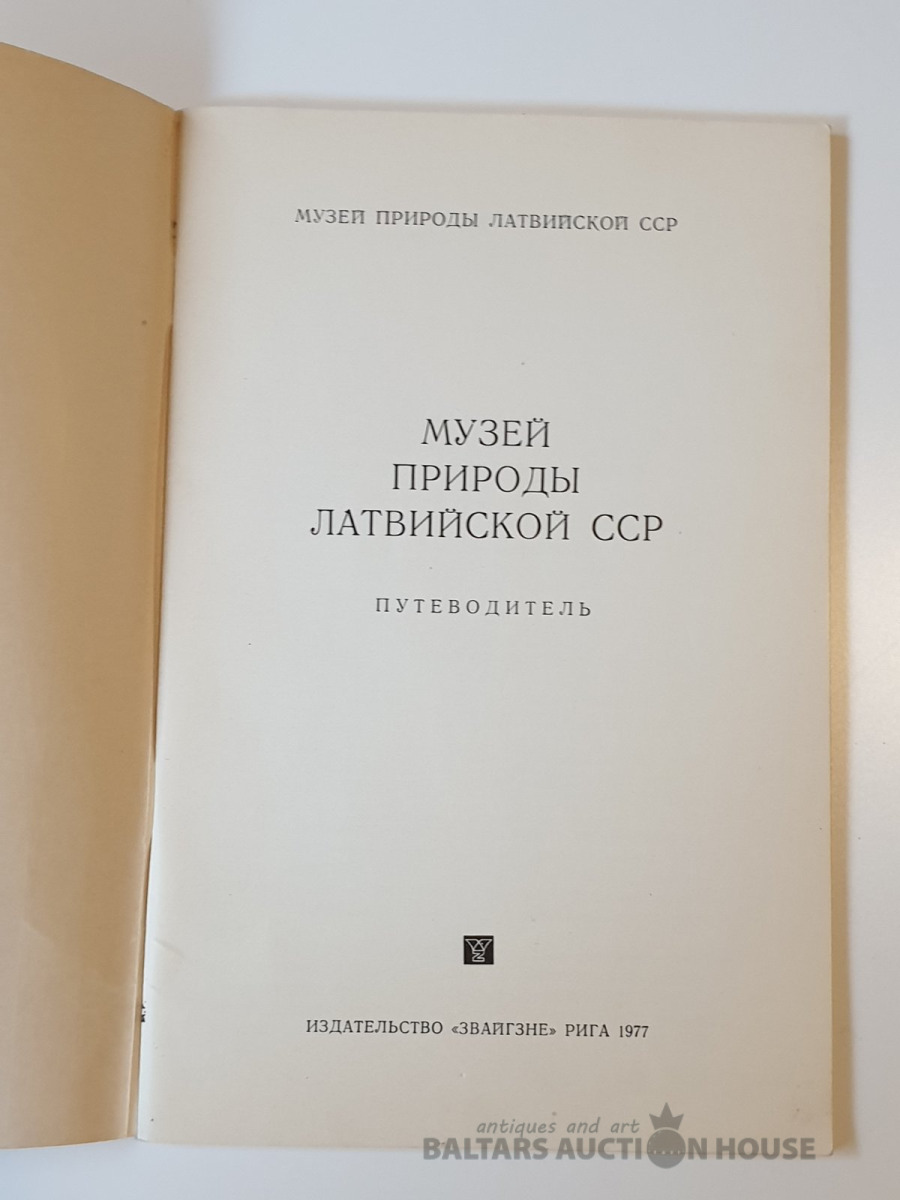 МУЗЕЙ ПРИРОДЫ ЛАТВИЙСКОЙ ССР
МУЗЕЙ
ПРИРОДЫ
ЛАТВИЙСКОЙ ССР
ПУТЕВОДИТЕЛЬ
ИЗДАТЕЛЬСТВО «ЗВАЙГЗНЕ» РИГА 1977
antiques and art
BALTARS AUCTION HOUSE